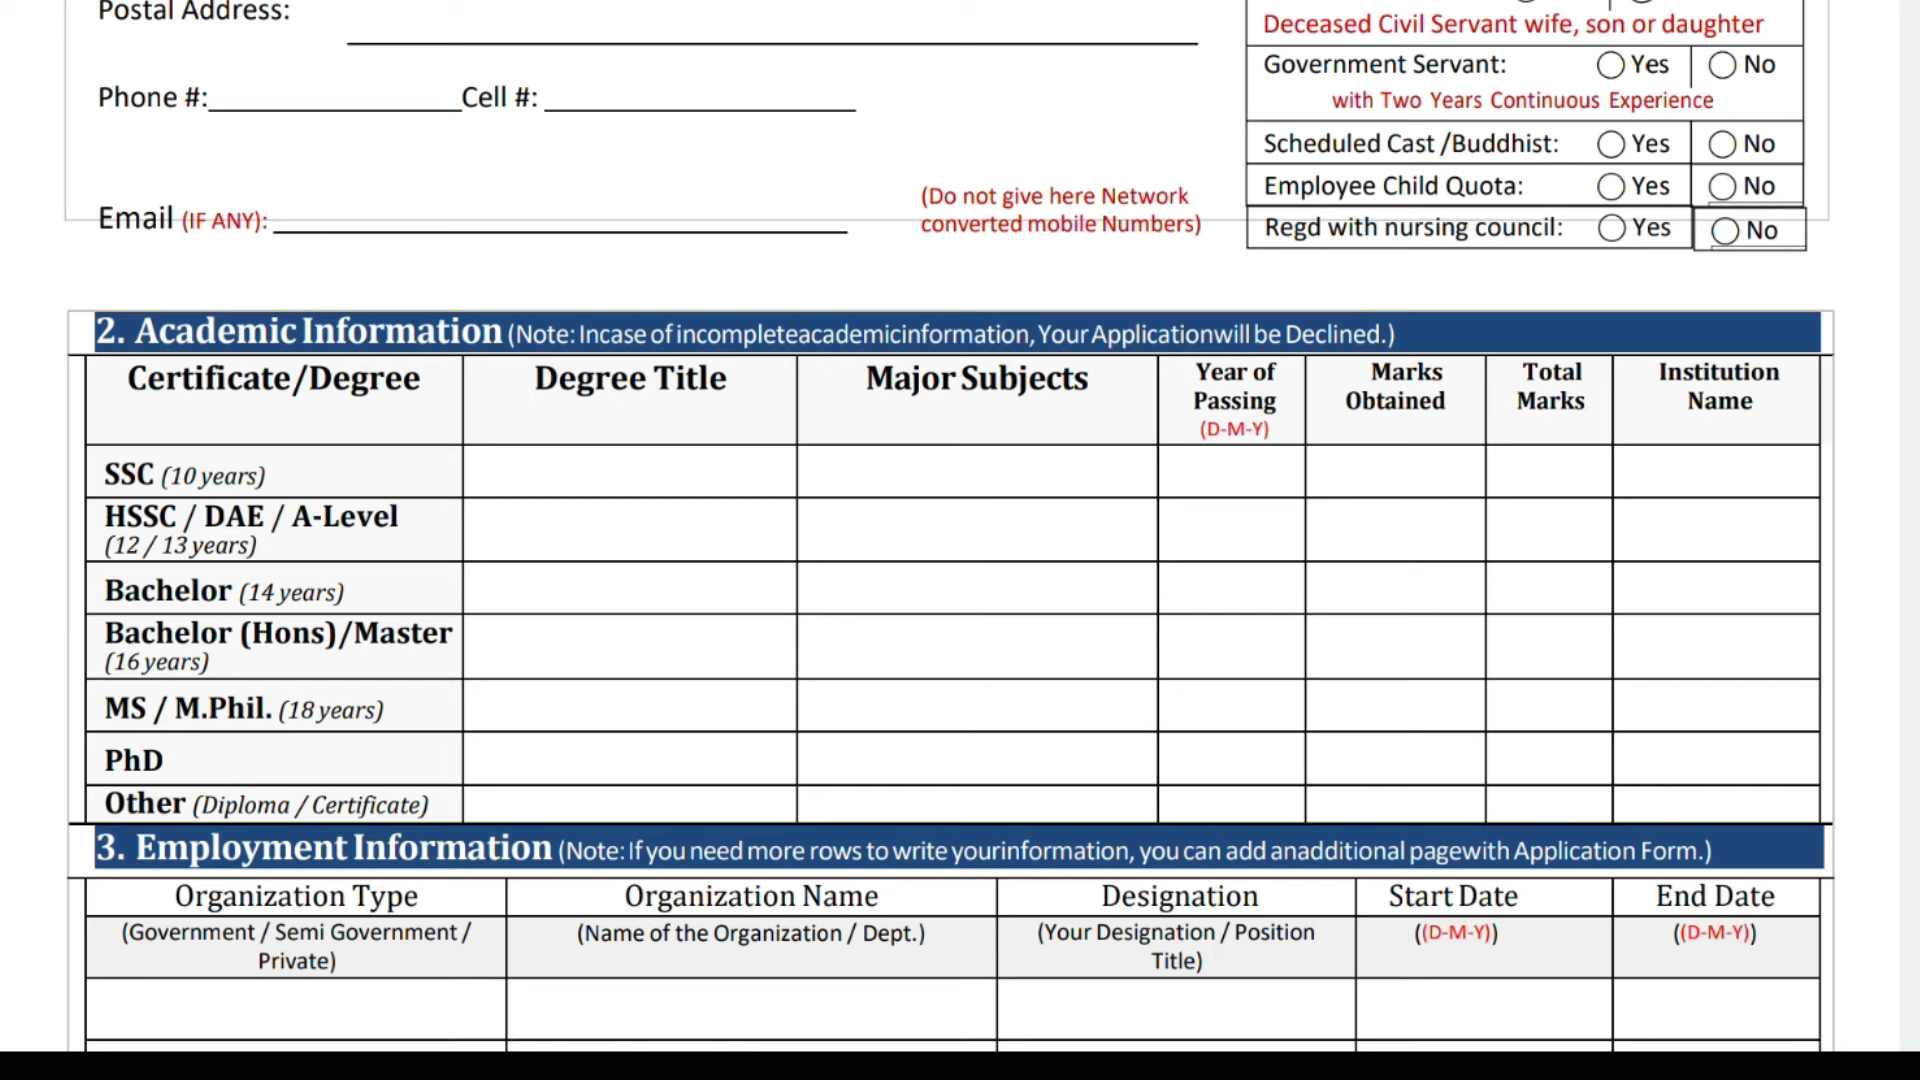 Postal Address:
Deceased Civil Servant wife, son or daughter
Government Servant: Yes No
with Two Years Continuous Experience
Phone #: Cell #:
Scheduled Cast /Buddhist: Yes No
Employee Child Quota: Yes No
(Do not give here Network
converted mobile Numbers)
Email (IF ANY):
Regd with nursing council: Yes No
2. Academic Information (Note: Incase of incompleteacademicinformation, Your Applicationwill be Declined.)
Certificate/Degree Degree Title Major Subjects Year of Marks Total Institution
Passing Obtained Marks Name
(D-M-Y)
SSC (10 years)
HSSC / DAE / A-Level
(12 / 13 years)
Bachelor (14 years)
Bachelor (Hons)/Master
(16 years)
MS / M.Phil. (18 years)
PhD
Other (Diploma / Certificate)
3. Employment Information (Note: If you need more rows to write yourinformation, you can add anadditional pagewith Application Form.)
Organization Type Organization Name Designation Start Date End Date
(Government / Semi Government / (Name of the Organization / Dept.) (Your Designation / Position ((D-M-Y)) ((D-M-Y))
Private) Title)